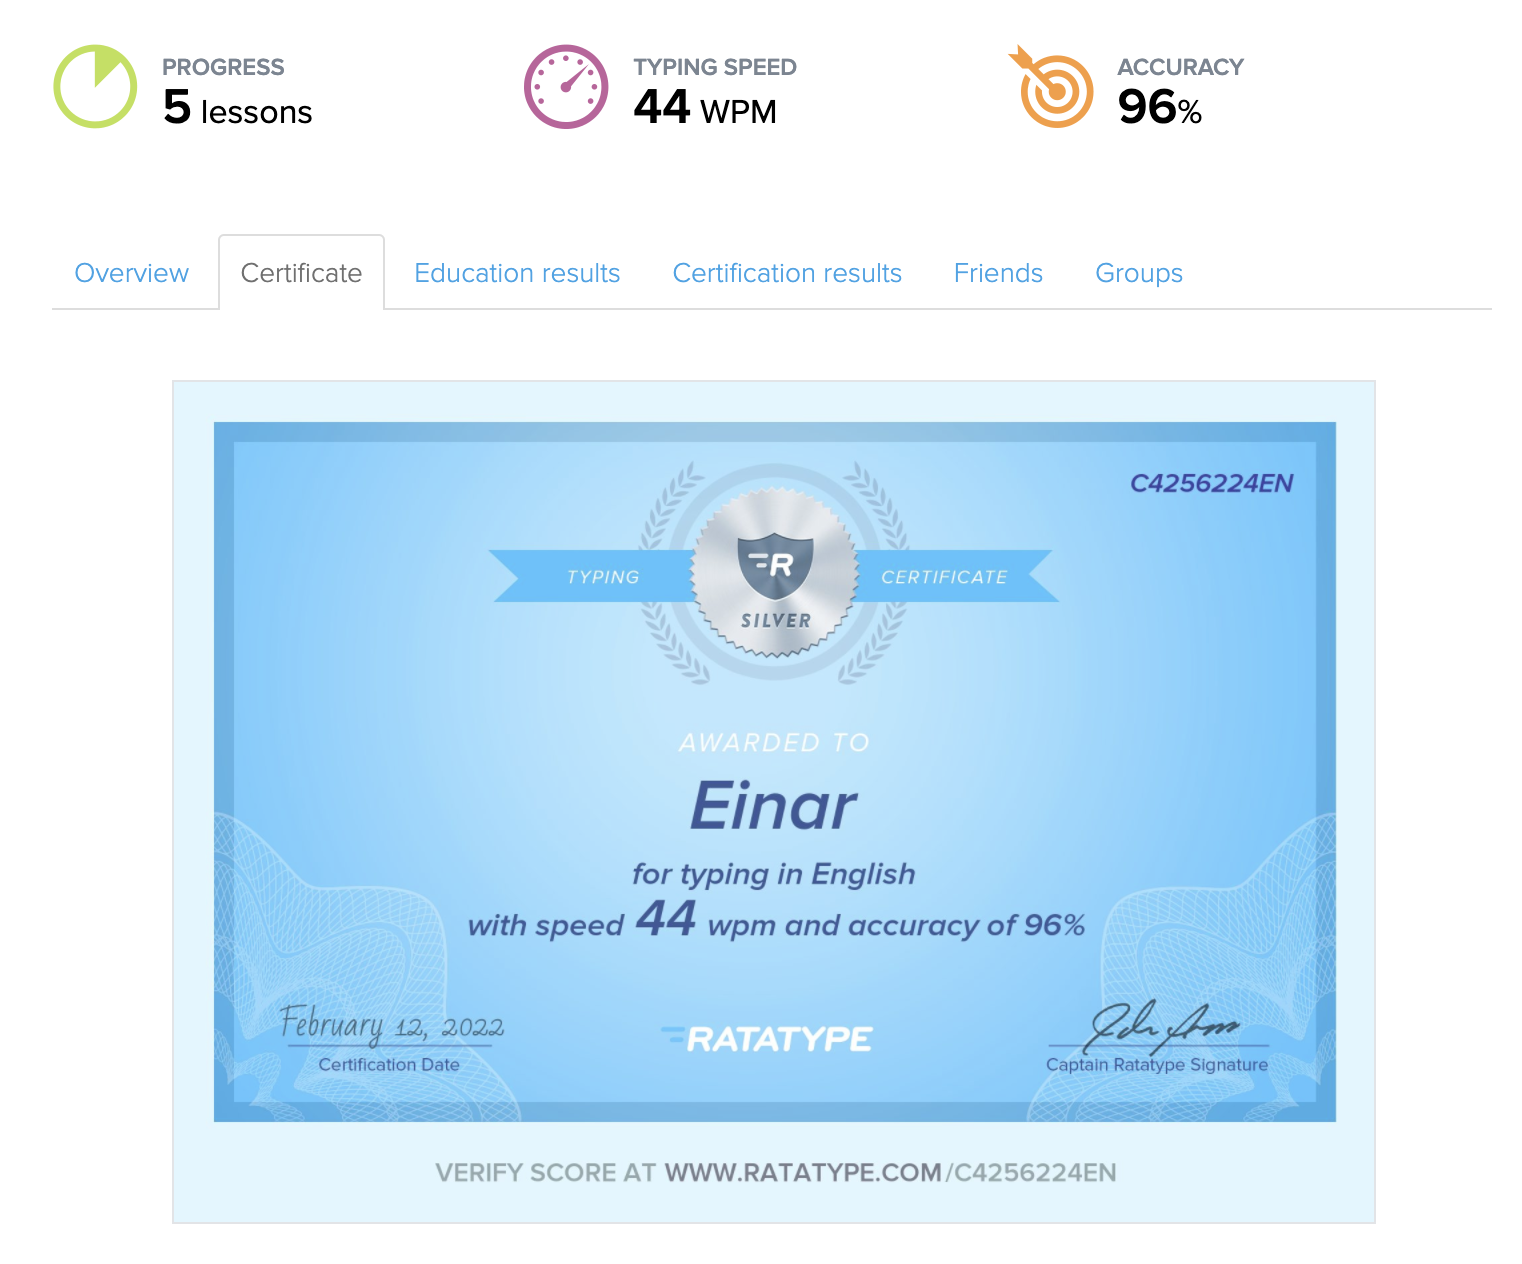 PROGRESS
5 lessons
TYPING SPEED
44 WPM
ACCURACY
96%
Overview
Certificate
Education results
Certification results
Friends
Groups
C4256224EN
TYPING
R
SILVER
CERTIFICATE
AWARDED TO
Einar
for typing in English
with speed 44 wpm and accuracy of 96%
February 12, 2022
Certification Date
RATATYPE
Captain Ratatype Signature
VERIFY SCORE AT WWW.RATATYPE.COM/C4256224EN